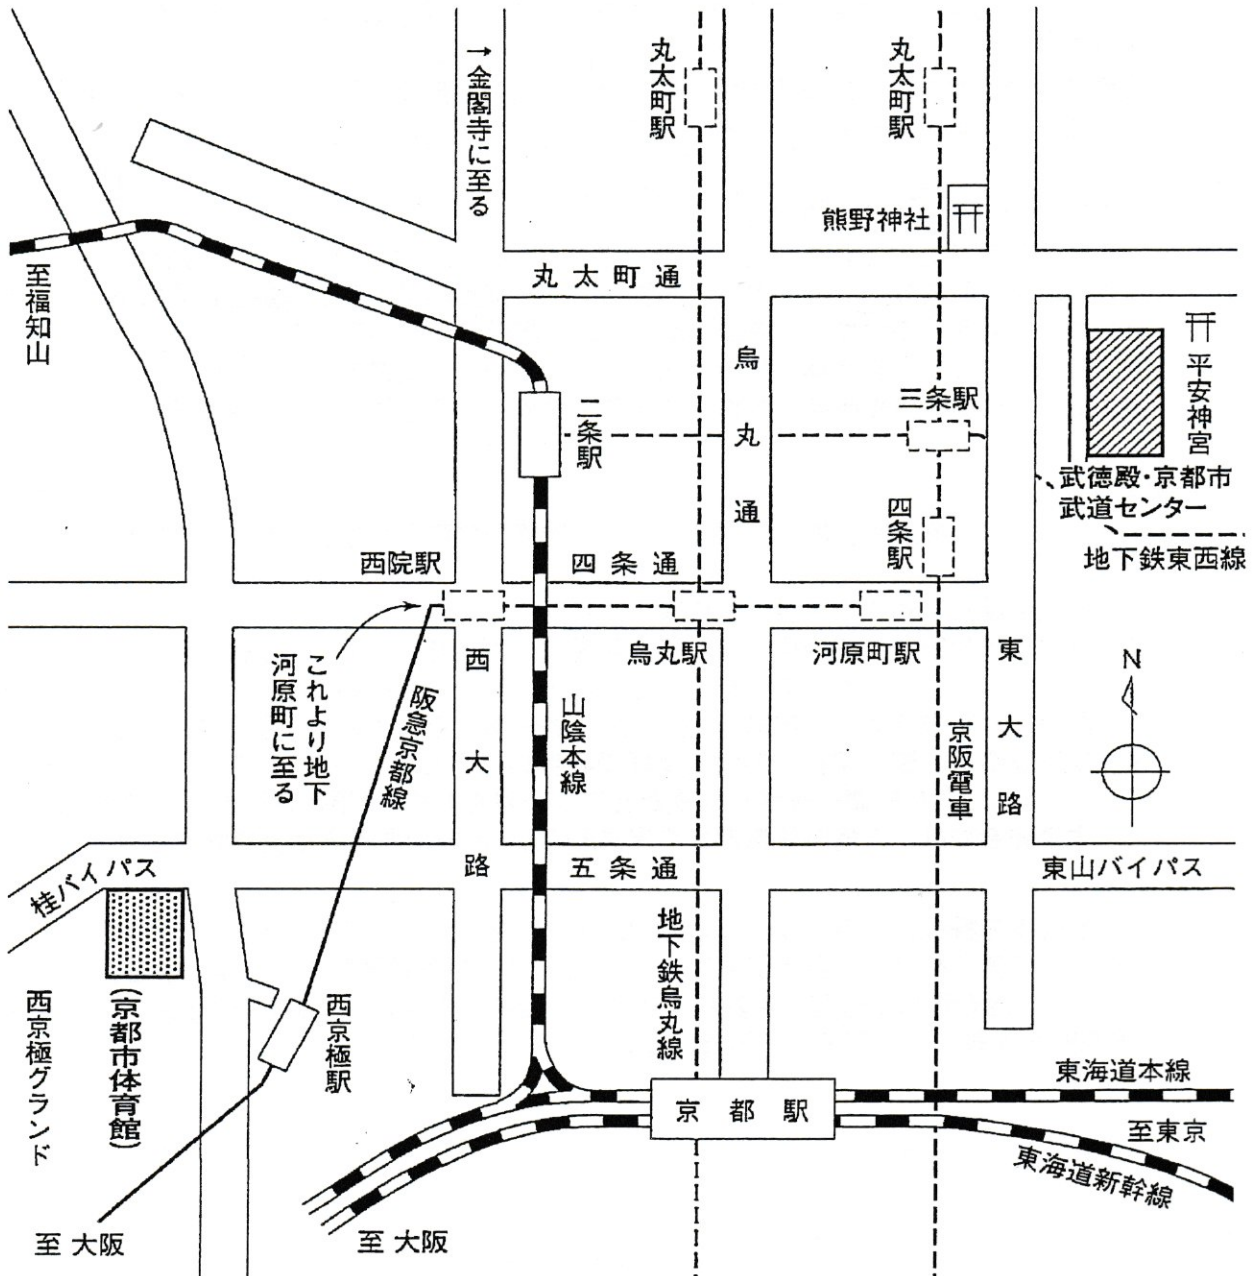 →金閣寺に至る
丸太町駅
丸太町駅
熊野神社
丸太町通
至福知山
烏丸通
三条駅
二条駅
平安神宮
武徳殿・京都市
武道センター
地下鉄東西線
四条駅
西院駅
四条通
烏丸駅
河原町駅
これより地下
河原町に至る
阪急京都線
西大路
山陰本線
京阪電車
東大路
N
桂バイパス
五条通
東山バイパス
地下鉄烏丸線
西京極グランド
(京都市体育館)
西京極駅
京都駅
東海道本線
至東京
東海道新幹線
至 大阪
至 大阪